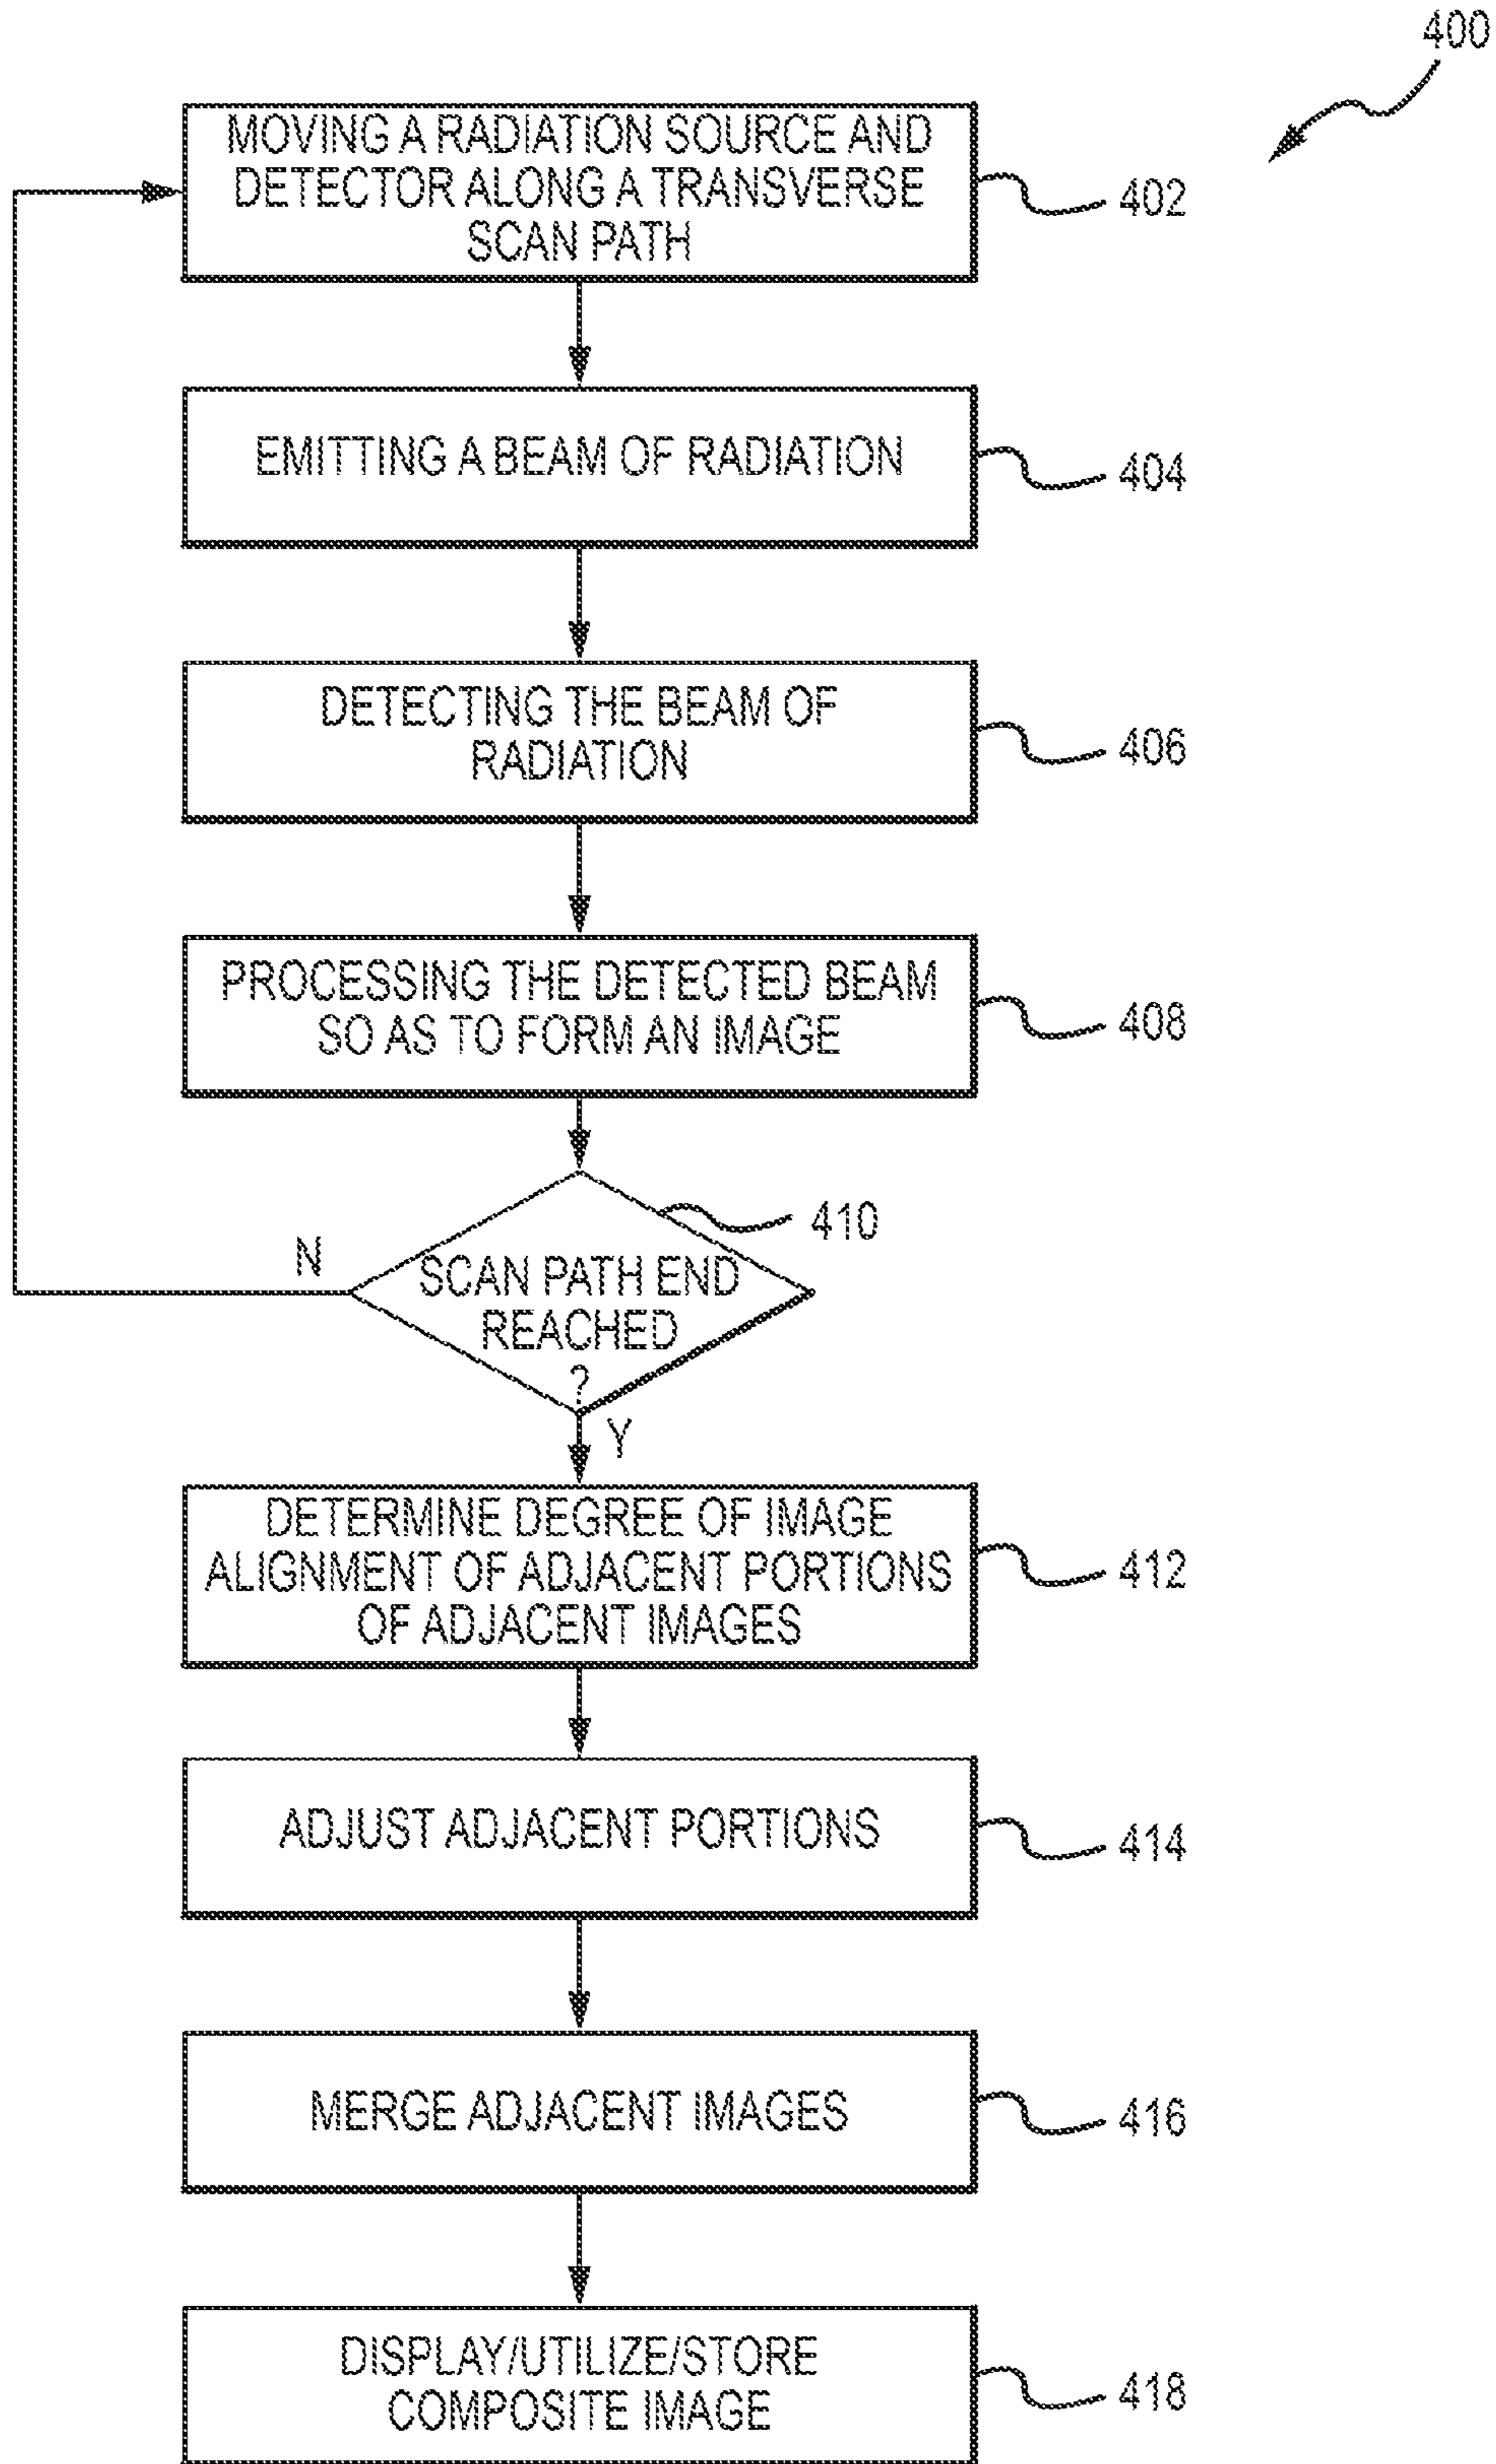 400
MOVING A RADIATION SOURCE AND
DETECTOR ALONG A TRANSVERSE
SCAN PATH
402
EMITTING A BEAM OF RADIATION
404
DETECTING THE BEAM OF
RADIATION
406
PROCESSING THE DETECTED BEAM
SO AS TO FORM AN IMAGE
408
410
N
SCAN PATH END
REACHED
?
Y
DETERMINE DEGREE OF IMAGE
ALIGNMENT OF ADJACENT PORTIONS
OF ADJACENT IMAGES
412
ADJUST ADJACENT PORTIONS
414
MERGE ADJACENT IMAGES
416
DISPLAY/UTILIZE/STORE
COMPOSITE IMAGE
418